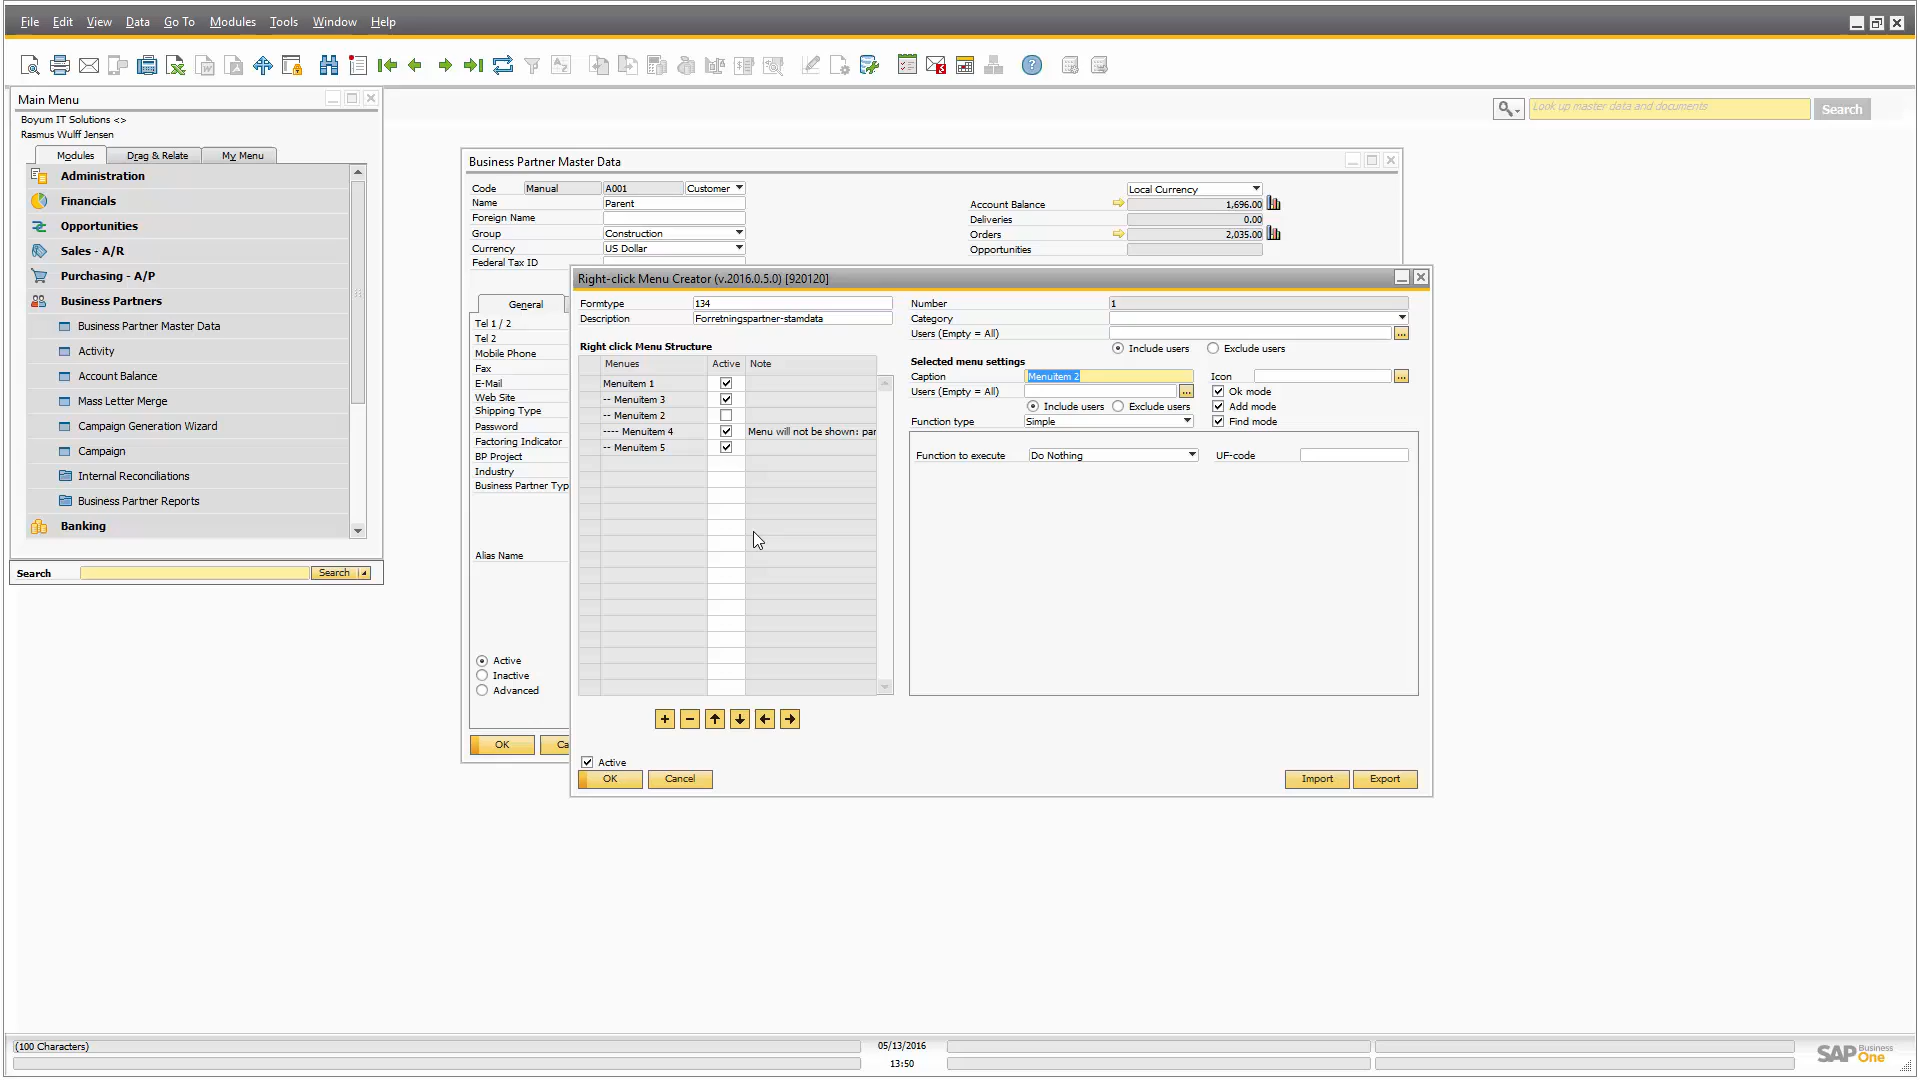 File Edit View Data Go To Modules Tools Window Help
Main Menu
Boyum IT Solutions <>
Rasmus Wulff Jensen
Modules Drag & Relate My Menu
Administration
Financials
Opportunities
Sales - A/R
Purchasing - A/P
Business Partners
Business Partner Master Data
Activity
Account Balance
Mass Letter Merge
Campaign Generation Wizard
Campaign
Internal Reconciliations
Business Partner Reports
Banking
Search Search
Look up master data and documents Search
Business Partner Master Data
Code Manual A001 Customer
Name Parent
Foreign Name
Group Construction
Currency US Dollar
Federal Tax ID
Local Currency
Account Balance 1,696.00
Deliveries 0.00
Orders 2,035.00
Opportunities
General
Tel 1 / 2
Tel 2
Mobile Phone
Fax
E-Mail
Web Site
Shipping Type
Password
Factoring Indicator
BP Project
Industry
Business Partner Typ
Alias Name
Active
Inactive
Advanced
OK Ca
Right-click Menu Creator (v.2016.0.5.0) [920120]
Formtype 134
Description Forretningspartner-stamdata
Right click Menu Structure
Menues Active Note
Menuitem 1
-- Menuitem 3
-- Menuitem 2
---- Menuitem 4 Menu will not be shown: par
-- Menuitem 5
Active
OK Cancel
Number 1
Category
Users (Empty = All) ...
Include users Exclude users
Selected menu settings
Caption Menuitem 2 Icon ...
Users (Empty = All) ... Ok mode
Include users Exclude users Add mode
Function type Simple Find mode
Function to execute Do Nothing UF-code
Import Export
(100 Characters) 05/13/2016
13:50
SAP Business One